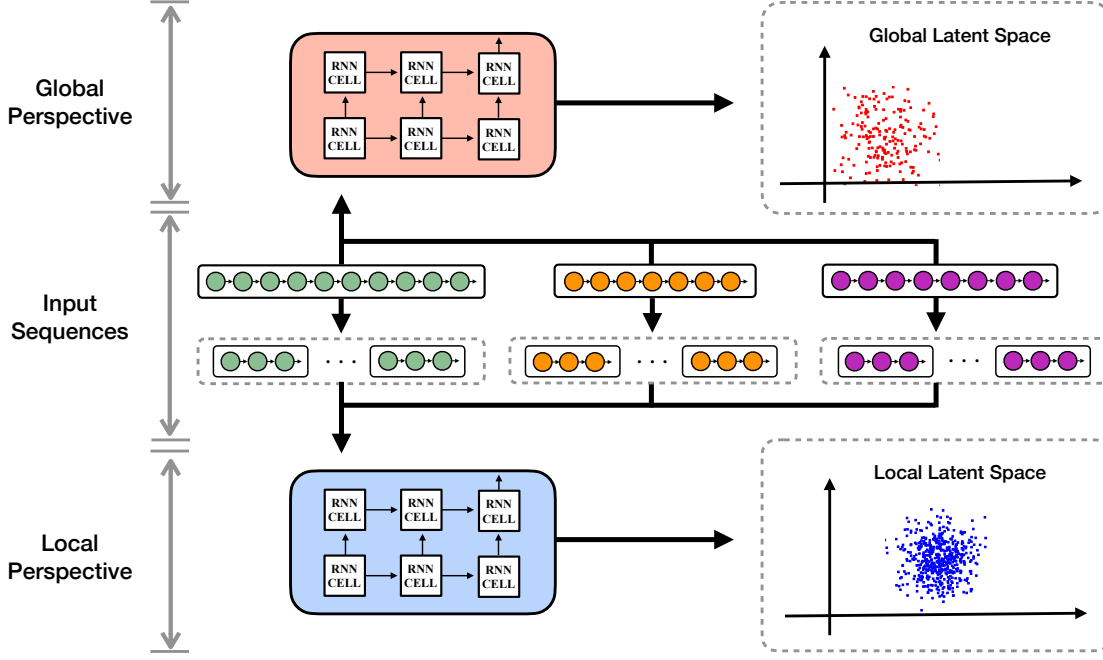 Global
Perspective
RNN
CELL
RNN
CELL
RNN
CELL
RNN
CELL
RNN
CELL
RNN
CELL
Global Latent Space
Input
Sequences
Local
Perspective
RNN
CELL
RNN
CELL
RNN
CELL
RNN
CELL
RNN
CELL
RNN
CELL
Local Latent Space